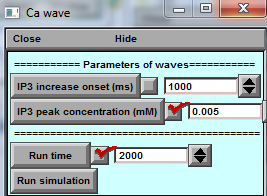 Ca wave
Close Hide
=========== Parameters of waves===========
IP3 increase onset (ms) 1000
IP3 peak concentration (mM) 0.005
=======================================
Run time 2000
Run simulation